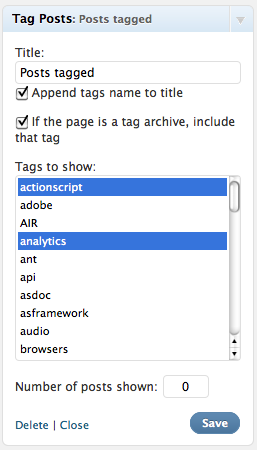 Tag Posts: Posts tagged
Title:
Posts tagged
Append tags name to title
If the page is a tag archive, include
that tag
Tags to show:
actionscript
adobe
AIR
analytics
ant
api
asdoc
asframework
audio
browsers
Number of posts shown: 0
Delete | Close Save